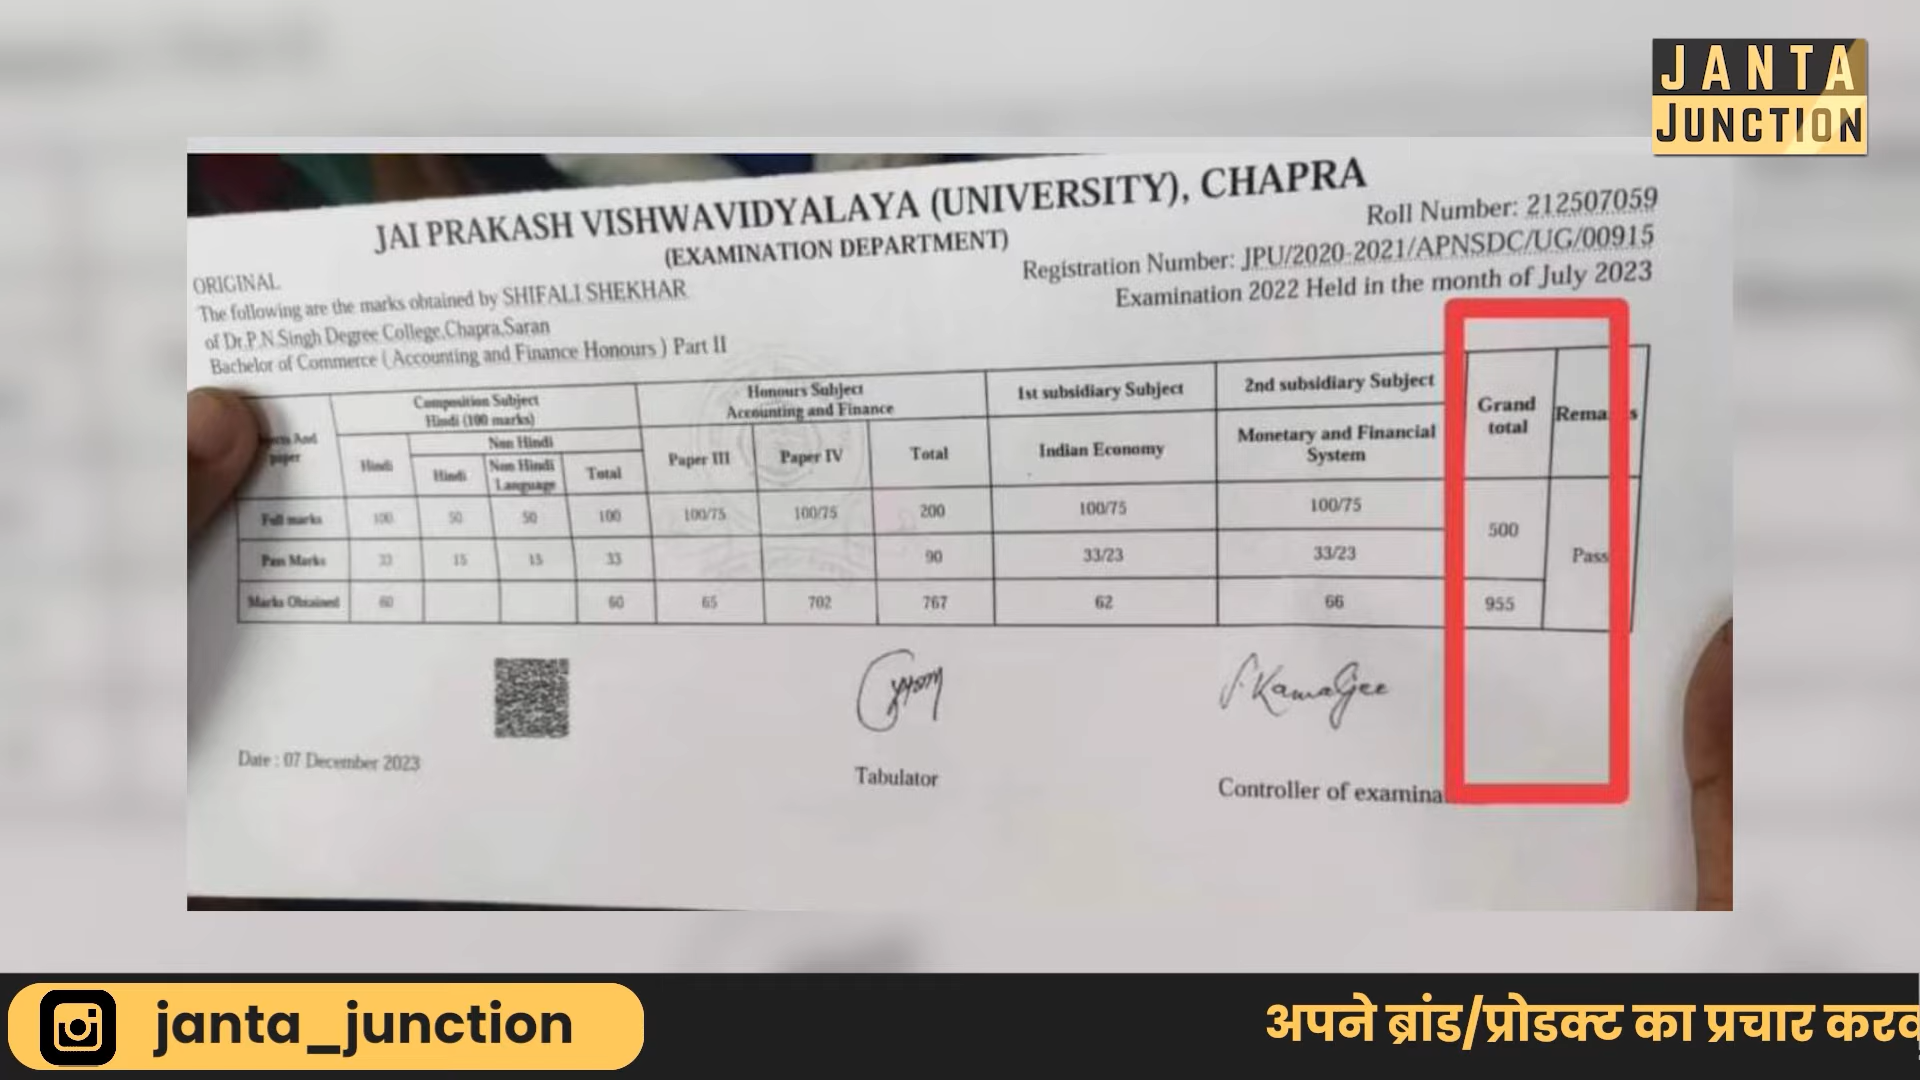 JANTA
JUNCTION
JAI PRAKASH VISHWAVIDYALAYA (UNIVERSITY), CHAPRA
(EXAMINATION DEPARTMENT)
Roll Number: 212507059
Registration Number: JPU/2020-2021/APNSDC/UG/00915
Examination 2022 Held in the month of July 2023
ORIGINAL
The following are the marks obtained by SHIFALI SHEKHAR
of Dr.P.N.Singh Degree College,Chapra,Saran
Bachelor of Commerce ( Accounting and Finance Honours ) Part II
And paper
Composition Subject Hindi (100 marks)
Honours Subject Accounting and Finance
1st subsidiary Subject
2nd subsidiary Subject
Grand total
Hindi
Non Hindi
Hindi
Non Hindi Language
Total
Paper III
Paper IV
Total
Indian Economy
Monetary and Financial System
Full marks 100 50 50 100 100/75 100/75 200 100/75 100/75 500
Pass Marks 33 15 15 33 90 33/23 33/23 Pass
Marks Obtained 60 60 65 702 767 62 66 955
Date : 07 December 2023
Tabulator
Controller of
janta_junction
अपने ब्रांड/प्रोडक्ट का प्रचार